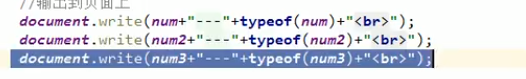 //输出到页面上
document.write(num+"---"+typeof(num)+"<br>");
document.write(num2+"---"+typeof(num2)+"<br>");
document.write(num3+"---"+typeof(num3)+"<br>");